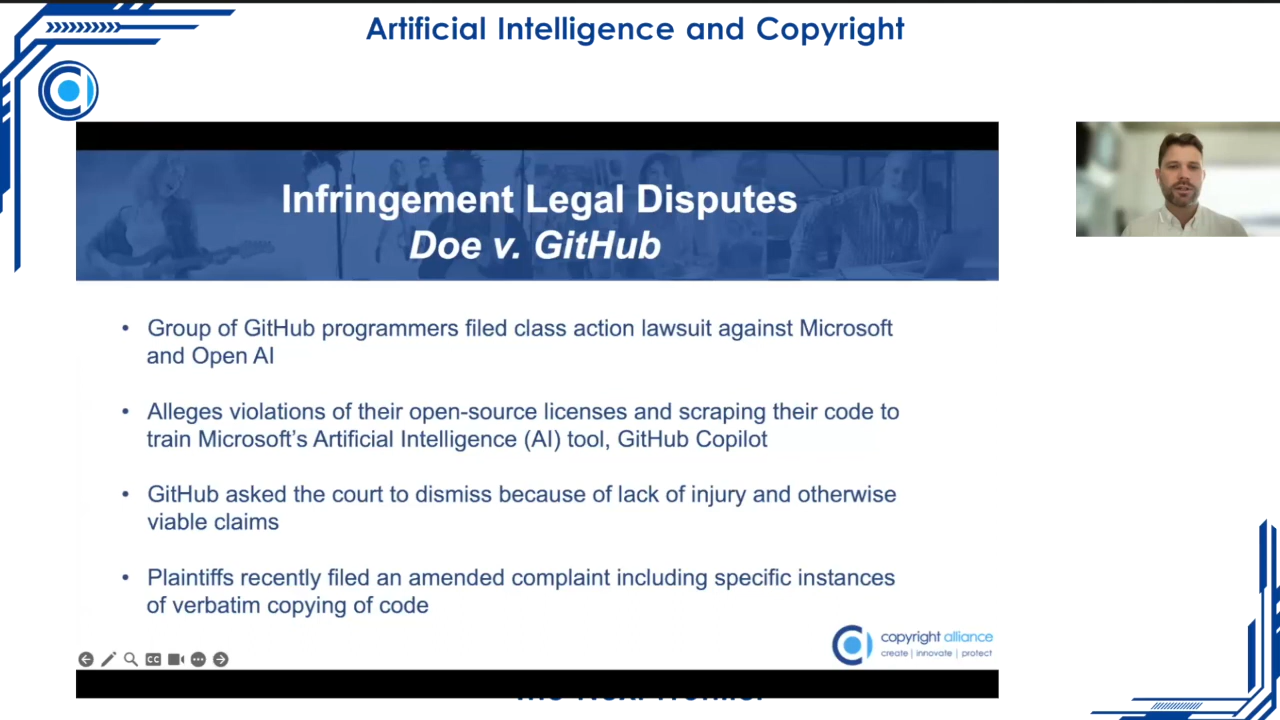 Artificial Intelligence and Copyright
Infringement Legal Disputes
Doe v. GitHub
• Group of GitHub programmers filed class action lawsuit against Microsoft
and Open AI
• Alleges violations of their open-source licenses and scraping their code to
train Microsoft's Artificial Intelligence (AI) tool, GitHub Copilot
• GitHub asked the court to dismiss because of lack of injury and otherwise
viable claims
• Plaintiffs recently filed an amended complaint including specific instances
of verbatim copying of code
copyright alliance
create | innovate | protect
CC